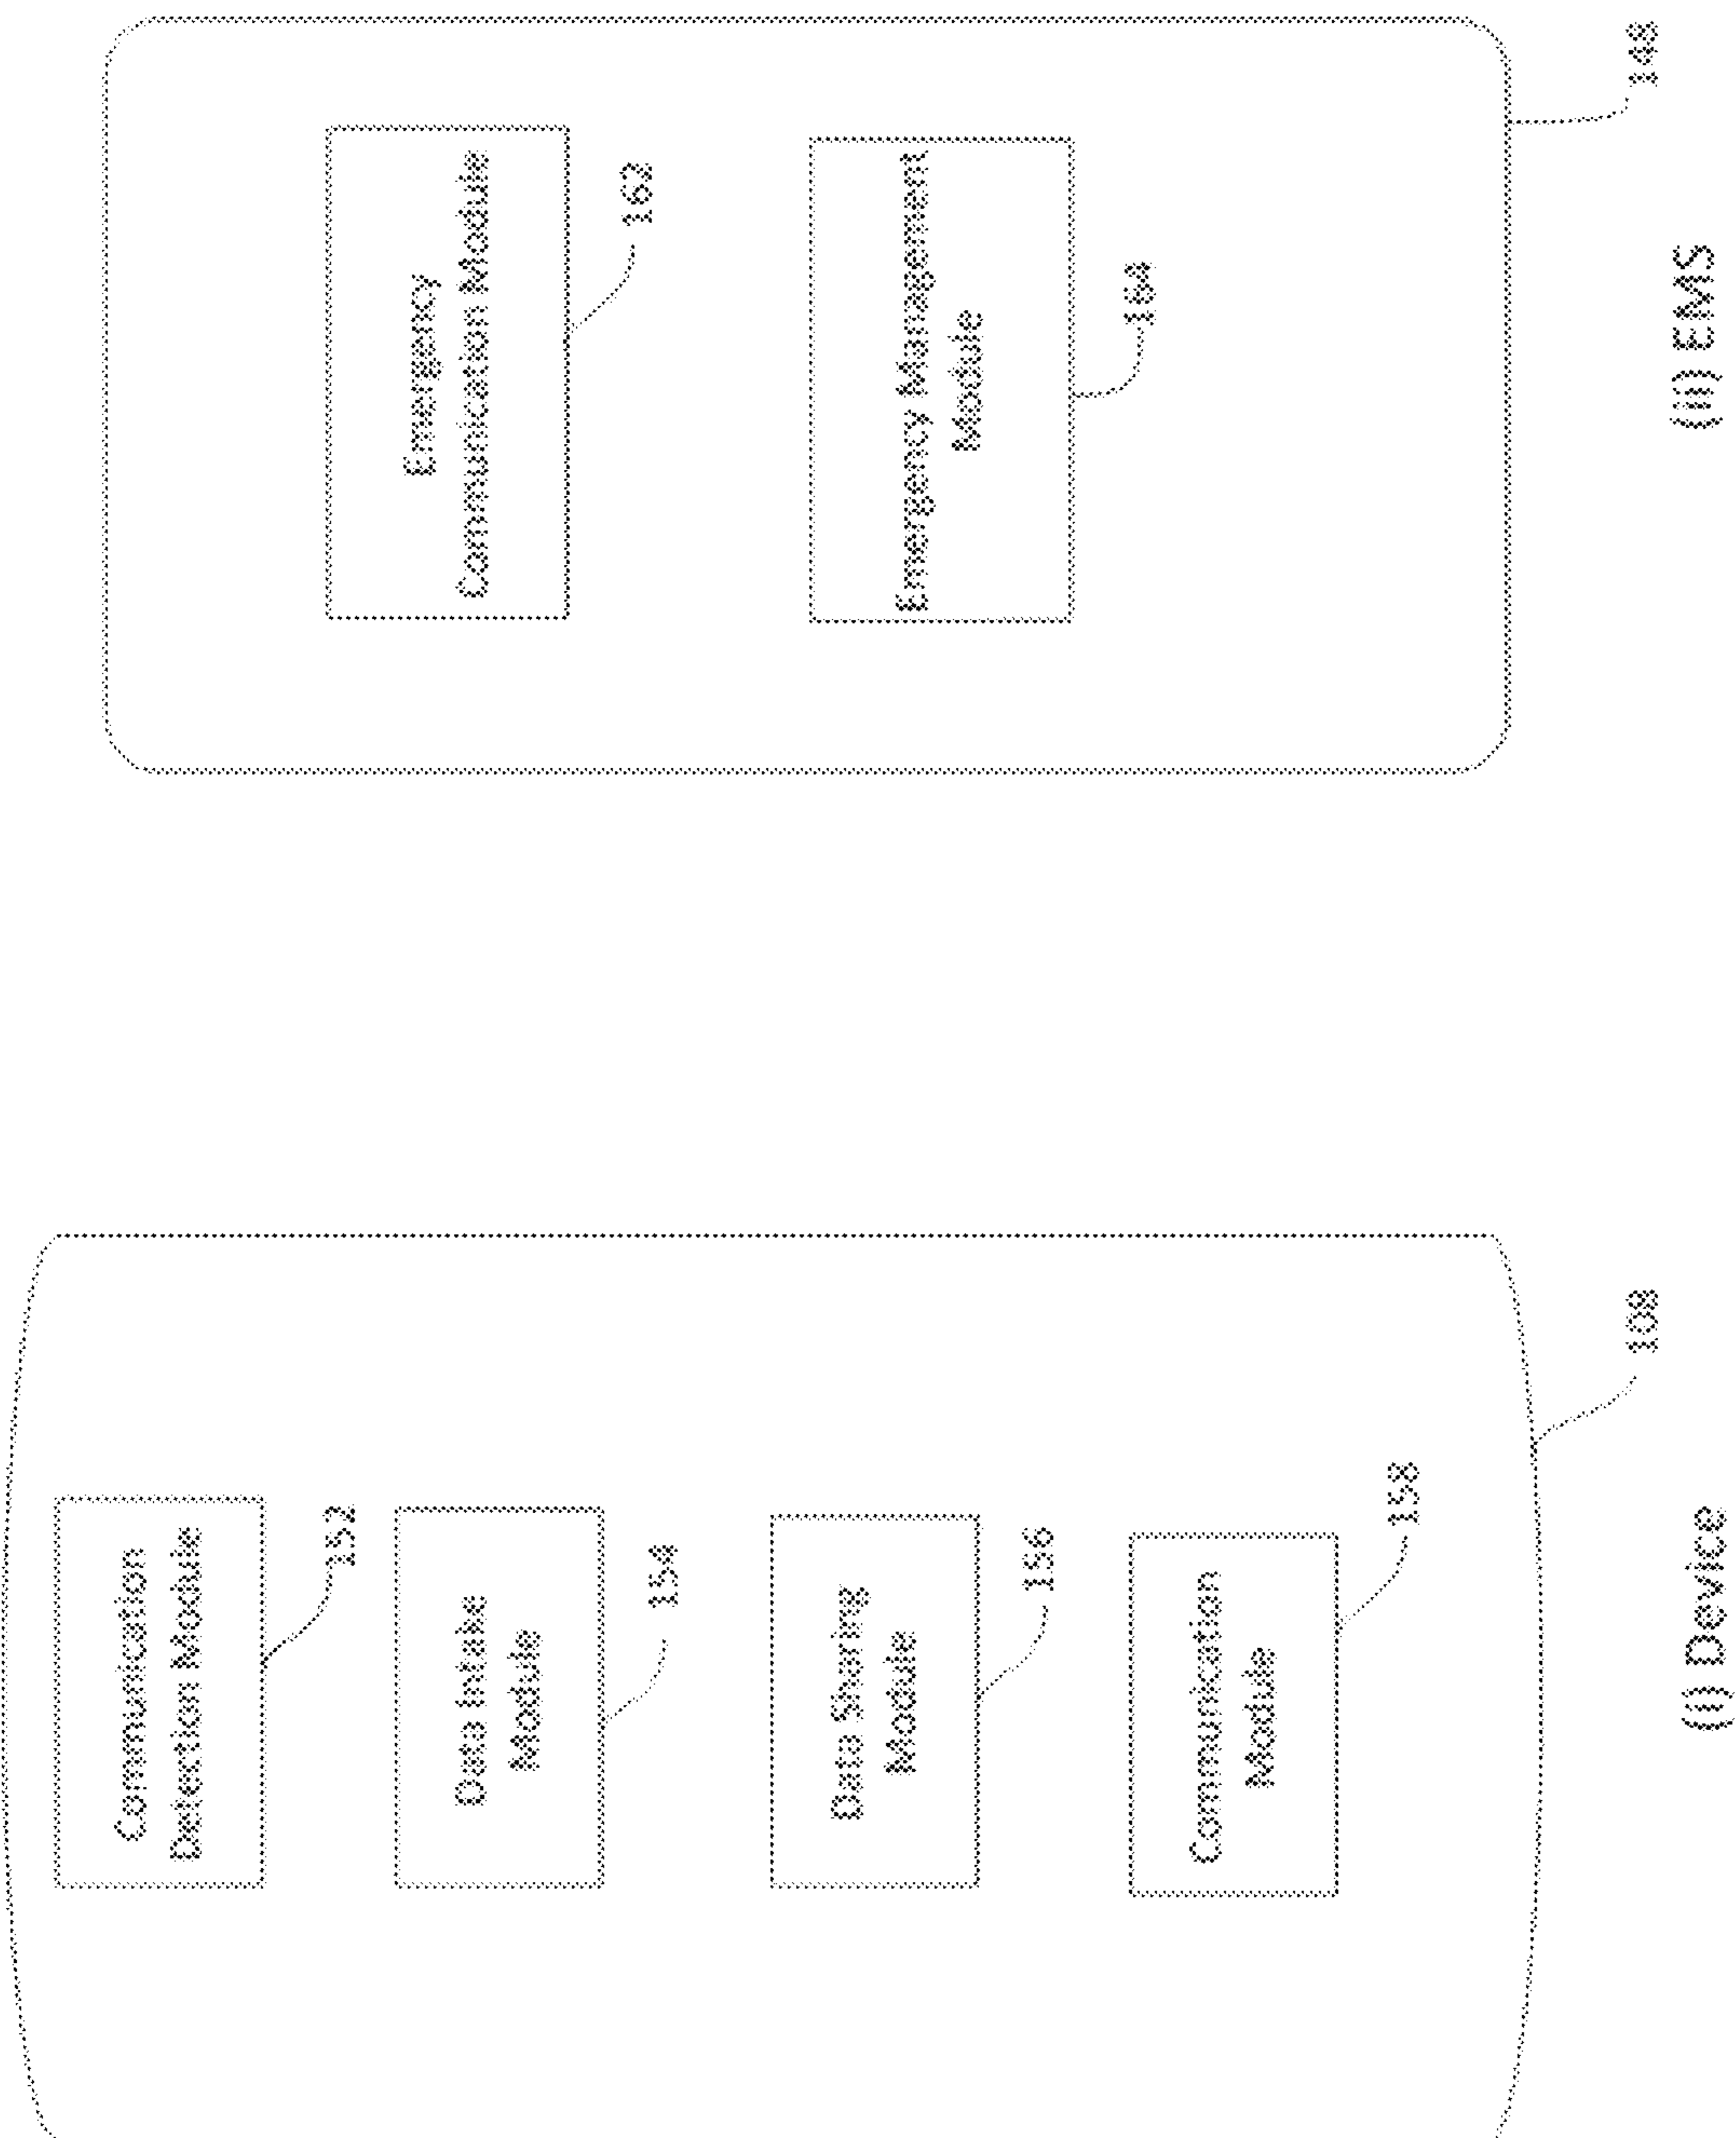 Communication
Detection Module
152
Data Intake
Module
154
Data Sharing
Module
156
Communication
Module
158
108
(i) Device
Emergency
Communication Module
162
Emergency Management
Module
164
148
(ii) EMS